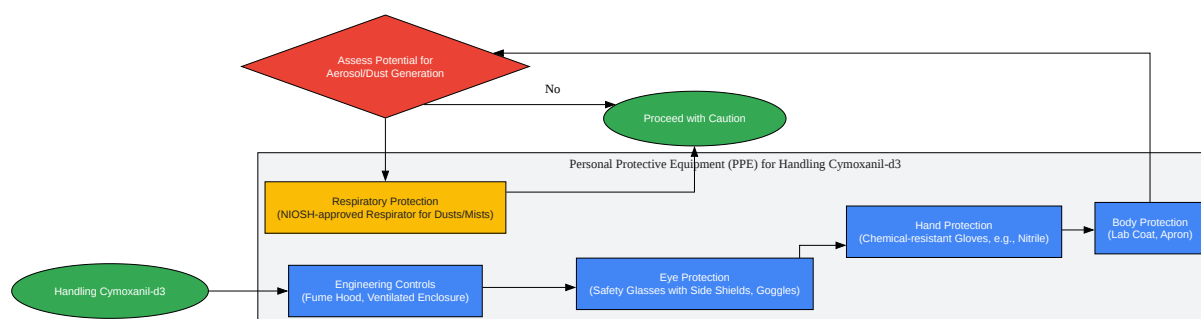 Assess Potential for
Aerosol/Dust Generation
No
Proceed with Caution
Personal Protective Equipment (PPE) for Handling Cymoxanil-d3
Respiratory Protection
(NIOSH-approved Respirator for Dusts/Mists)
Hand Protection
(Chemical-resistant Gloves, e.g., Nitrile)
Body Protection
(Lab Coat, Apron)
Handling Cymoxanil-d3
Engineering Controls
(Fume Hood, Ventilated Enclosure)
Eye Protection
(Safety Glasses with Side Shields, Goggles)